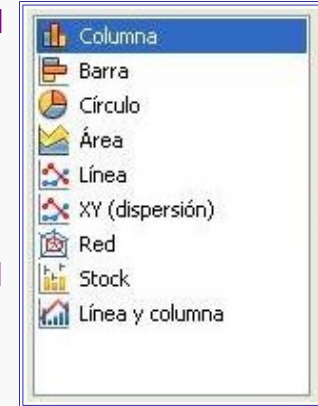 Columna
Barra
Círculo
Área
Línea
XY (dispersión)
Red
Stock
Línea y columna